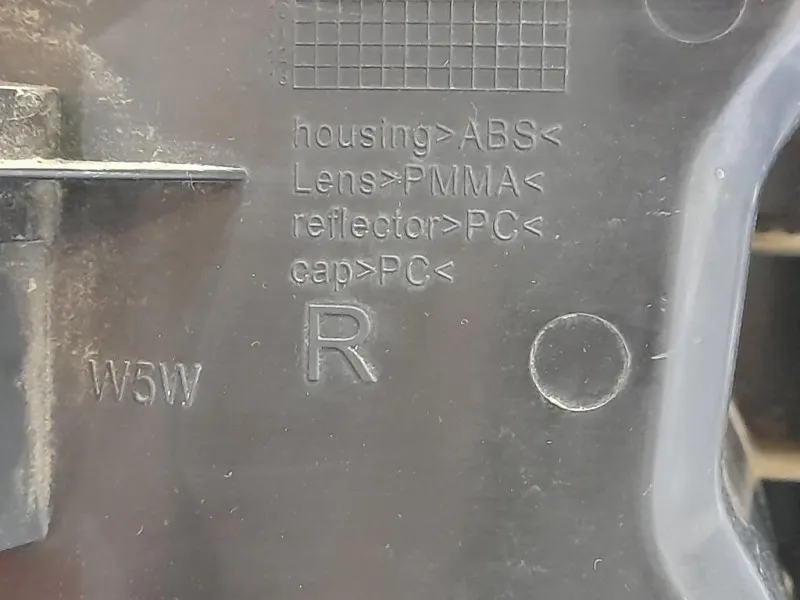 housing>ABS<
Lens>PMMA<
reflector>PC<
cap>PC<
R
W5W